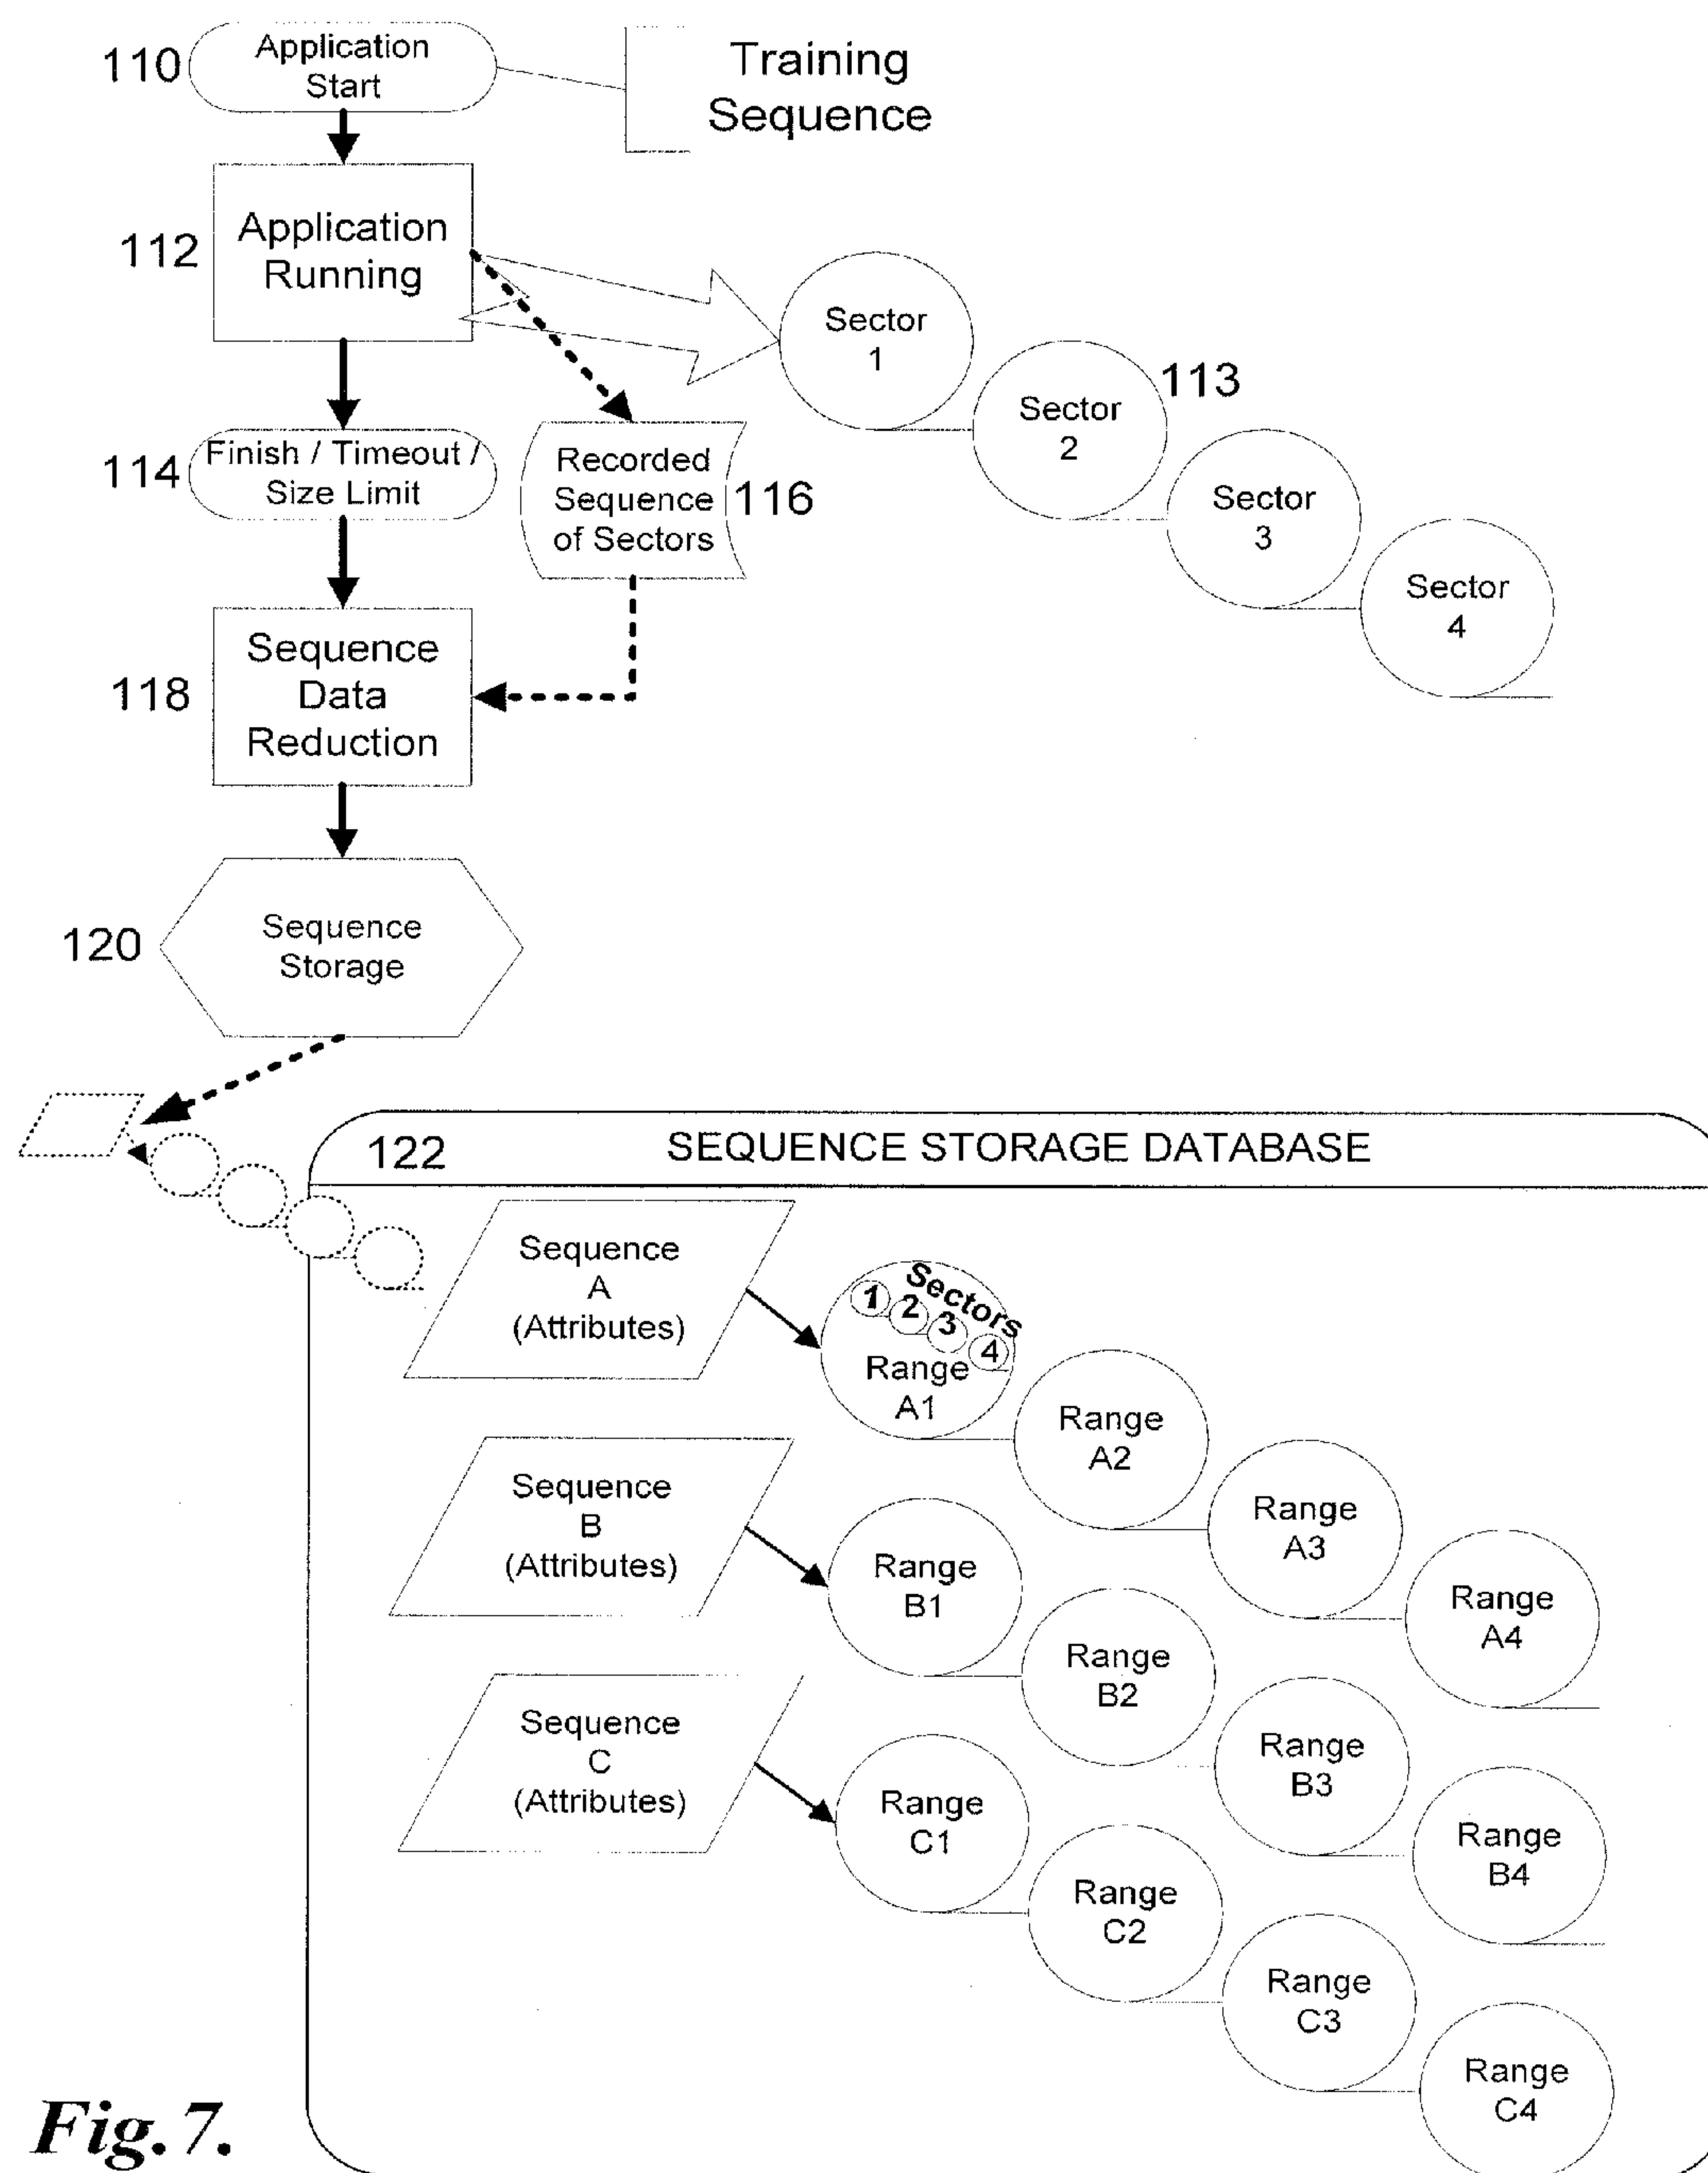 110
Application
Start
Training
Sequence
112
Application
Running
Sector
1
Sector
2
113
Sector
3
Sector
4
114
Finish / Timeout /
Size Limit
Recorded
Sequence
of Sectors
116
118
Sequence
Data
Reduction
120
Sequence
Storage
122
SEQUENCE STORAGE DATABASE
Sequence
A
(Attributes)
Sectors
1
2
3
4
Range
A1
Range
A2
Range
A3
Range
A4
Sequence
B
(Attributes)
Range
B1
Range
B2
Range
B3
Range
B4
Sequence
C
(Attributes)
Range
C1
Range
C2
Range
C3
Range
C4
Fig. 7.